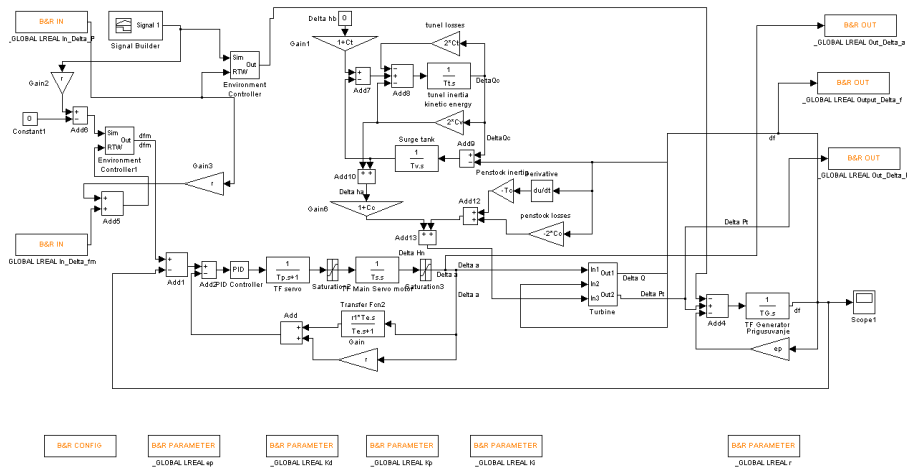 B&R IN
_GLOBAL LREAL In_Delta_P
Signal 1
Signal Builder
Sim
Out
RTW
Environment
Controller
Delta hb
0
Gain1
1+Ct
tunel losses
2*Ct
Add7
Add8
1
Tt.s
tunel inertia
kinetic energy
DeltaQc
2*Cv
DeltaQc
Surge tank
1
Tv.s
Add9
Add10
Delta ha
Gain6
1+Cc
Penstock inertia
-Tc
Derivative
du/dt
Add12
penstock losses
-2*Cc
Add13
Delta Hn
B&R OUT
_GLOBAL LREAL Out_Delta_a
B&R OUT
_GLOBAL LREAL Output_Delta_f
df
B&R OUT
_GLOBAL LREAL Out_Delta_
Gain2
r
0
Constant1
Add6
Sim
Out
RTW
dfm
dfm
Environment
Controller1
Gain3
r
Add5
B&R IN
GLOBAL LREAL In_Delta_fm
Add1
Add2
PID
PID Controller
1
Tp.s+1
TF servo
Saturation2
1
Ts.s
TF Main Servo motor
Saturation3
Delta a
Delta a
Delta a
In1
In2
In3
Out1
Out2
Turbine
Delta Q
Delta Pt
Delta Pt
Add4
1
TG.s
TF Generator
Prigusuvanje
df
Scope1
ep
Add
Transfer Fcn2
r1*Te.s
Te.s+1
Gain
r
B&R CONFIG
B&R PARAMETER
_GLOBAL LREAL ep
B&R PARAMETER
_GLOBAL LREAL Kd
B&R PARAMETER
_GLOBAL LREAL Kp
B&R PARAMETER
_GLOBAL LREAL Ki
B&R PARAMETER
_GLOBAL LREAL r